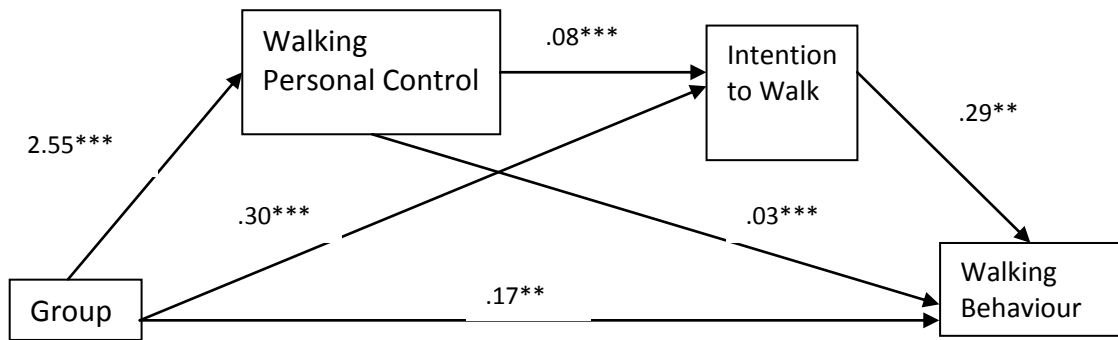 Walking
Personal Control
.08***
Intention
to Walk
2.55***
.29**
.30***
.03***
Group
.17**
Walking
Behaviour